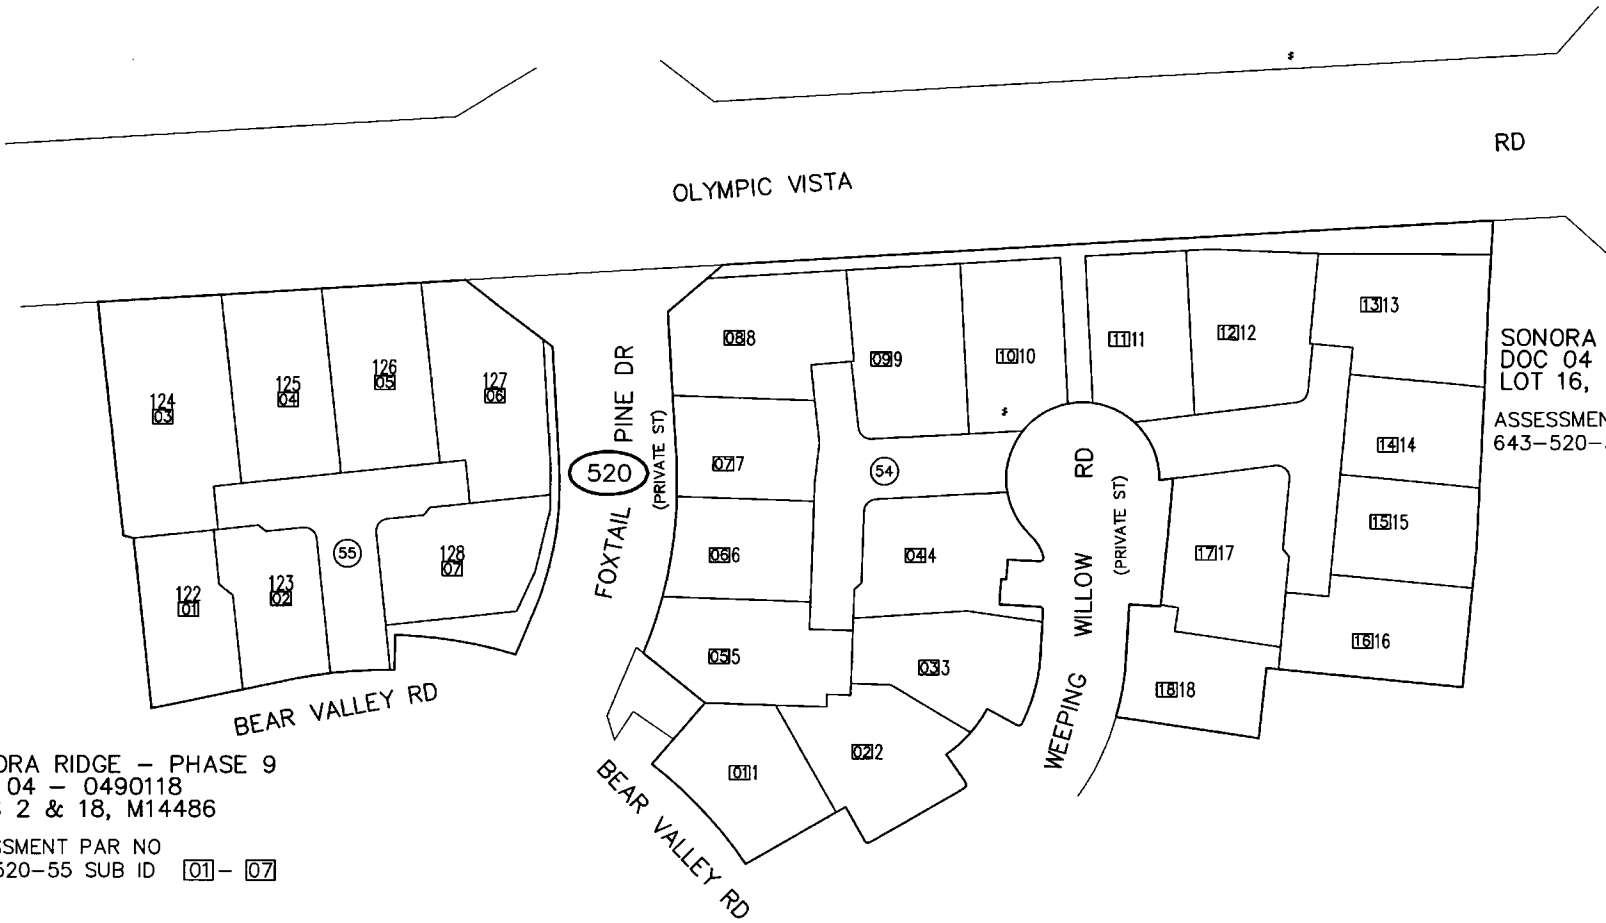 RD
OLYMPIC VISTA
124
03
125
04
126
05
127
06
122
01
123
02
128
07
55
BEAR VALLEY RD
520
FOXTAIL PINE DR
(PRIVATE ST)
08 8
09 9
10 10
11 11
12 12
13 13
07 7
54
14 14
06 6
04 4
15 15
17 17
05 5
03 3
16 16
18 18
01 1
02 2
WEEPING WILLOW RD
(PRIVATE ST)
BEAR VALLEY RD
SONORA
DOC 04
LOT 16,
643-520-
RIDGE - PHASE 9
04 - 0490118
2 & 18, M14486
PAR NO
520-55 SUB ID 01 - 07